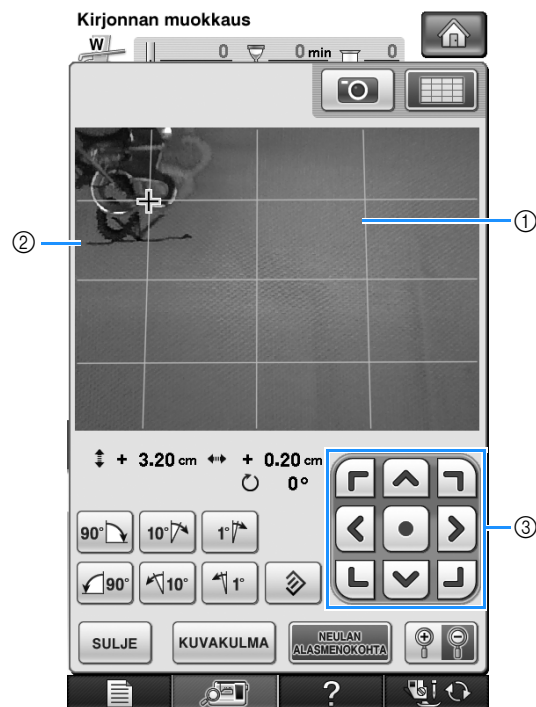 Kirjonnan muokkaus
W 0 0 min 0
①
②
+ 3.20 cm + 0.20 cm
0°
③
90° 10° 1°
90° 10° 1°
SULJE KUVAKULMA NEULAN
ALASMENOKOHTA
?